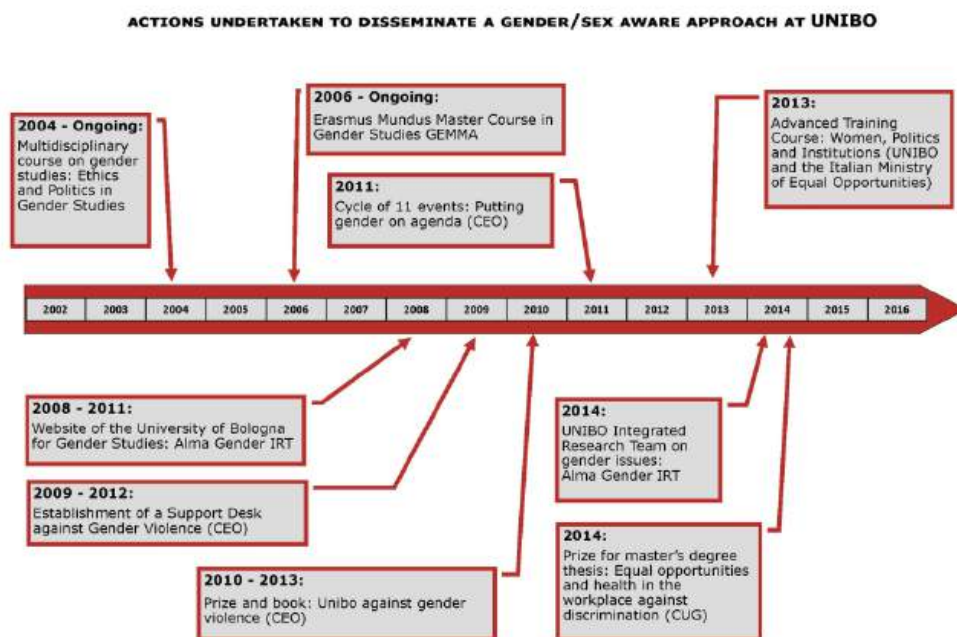 ACTIONS UNDERTAKEN TO DISSEMINATE A GENDER/SEX AWARE APPROACH AT UNIBO
2004 - Ongoing:
Multidisciplinary
course on gender
studies: Ethics
and Politics in
Gender Studies
2006 - Ongoing:
Erasmus Mundus Master Course in
Gender Studies GEMMA
2011:
Cycle of 11 events: Putting
gender on agenda (CEO)
2013:
Advanced Training
Course: Women, Politics
and Institutions (UNIBO
and the Italian Ministry
of Equal Opportunities)
2002 2003 2004 2005 2006 2007 2008 2009 2010 2011 2012 2013 2014 2015 2016
2008 - 2011:
Website of the University of Bologna
for Gender Studies: Alma Gender IRT
2009 - 2012:
Establishment of a Support Desk
against Gender Violence (CEO)
2010 - 2013:
Prize and book: Unibo against gender
violence (CEO)
2014:
UNIBO Integrated
Research Team on
gender issues:
Alma Gender IRT
2014:
Prize for master's degree
thesis: Equal opportunities
and health in the
workplace against
discrimination (CUG)